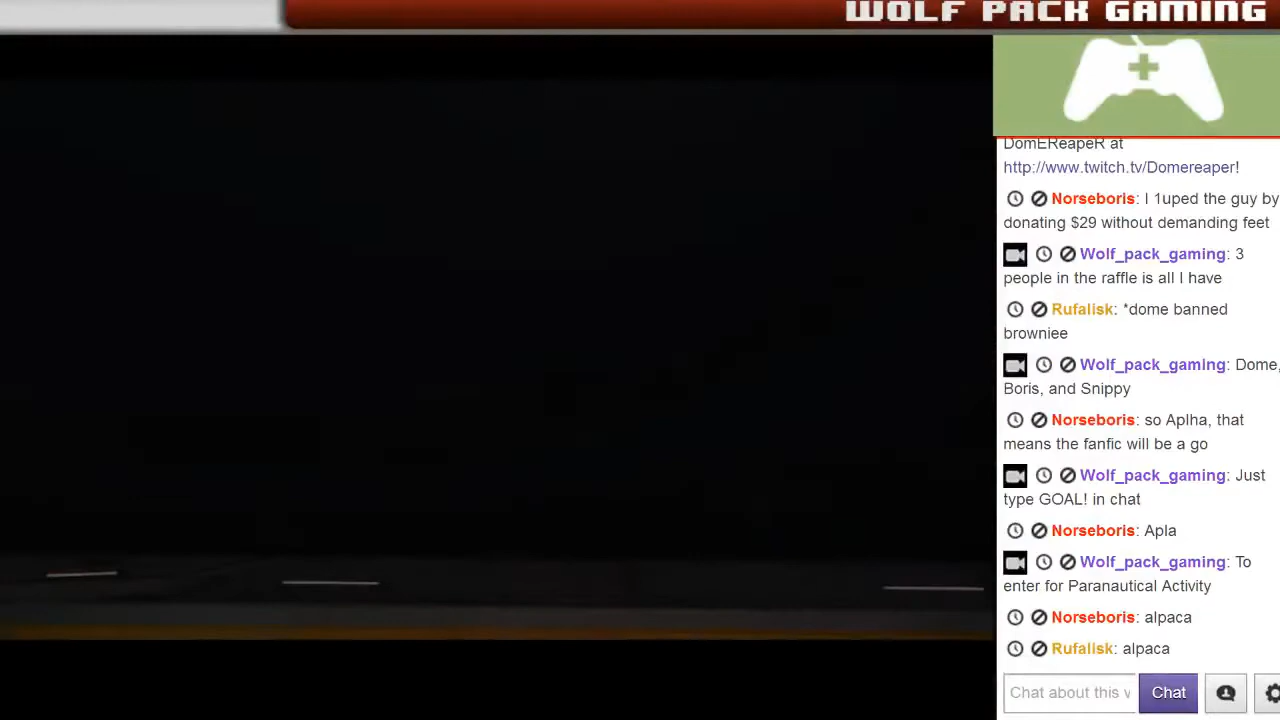 WOLF PACK GAMING
DomEReapeR at
http://www.twitch.tv/Domereaper!
Norseboris: I 1uped the guy by
donating $29 without demanding feet
Wolf_pack_gaming: 3
people in the raffle is all I have
Rufalisk: *dome banned
browniee
Wolf_pack_gaming: Dome,
Boris, and Snippy
Norseboris: so Aplha, that
means the fanfic will be a go
Wolf_pack_gaming: Just
type GOAL! in chat
Norseboris: Apla
Wolf_pack_gaming: To
enter for Paranautical Activity
Norseboris: alpaca
Rufalisk: alpaca
Chat about this v
Chat